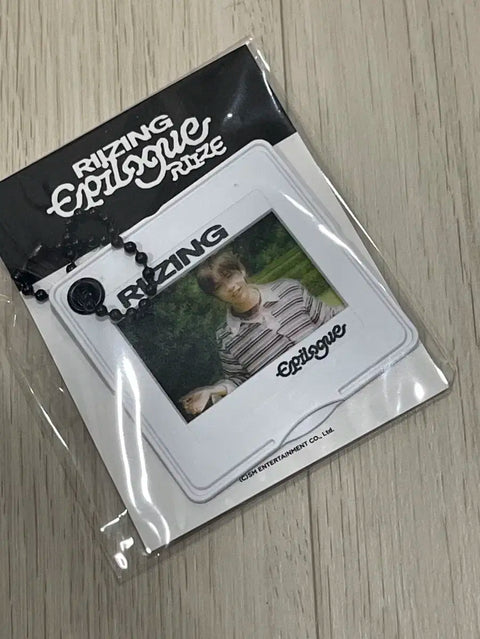 RIIZING
Epilogue
RIIZE
RIIZING
Epilogue
(C)SM ENTERTAINMENT CO., Ltd.